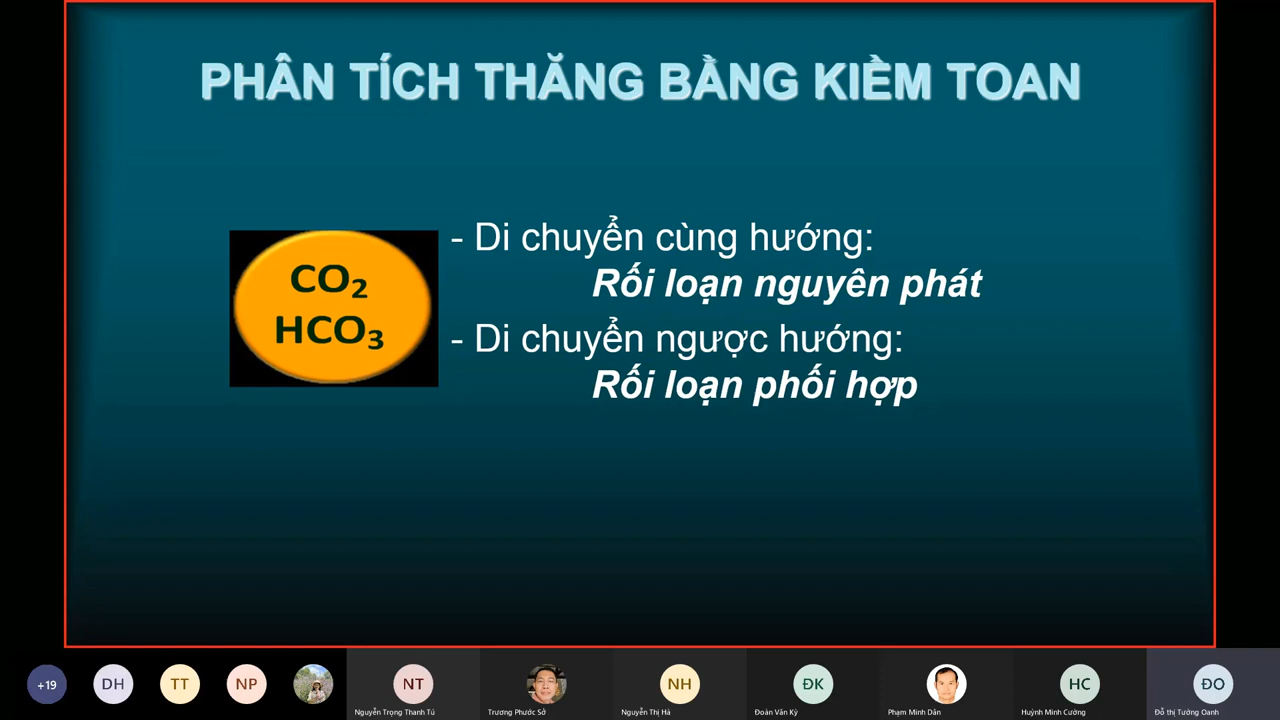 PHÂN TÍCH THĂNG BẰNG KIỀM TOAN
- Di chuyển cùng hướng:
Rối loạn nguyên phát
- Di chuyển ngược hướng:
Rối loạn phối hợp
CO₂
HCO₃
+19
DH
TT
NP
NT
NH
ĐK
HC
ĐO
Nguyễn Trọng Thanh Tú
Trương Phước Sở
Nguyễn Thị Hà
Đoàn Văn Kỳ
Phạm Minh Dân
Huỳnh Minh Cường
Đỗ thị Tường Oanh